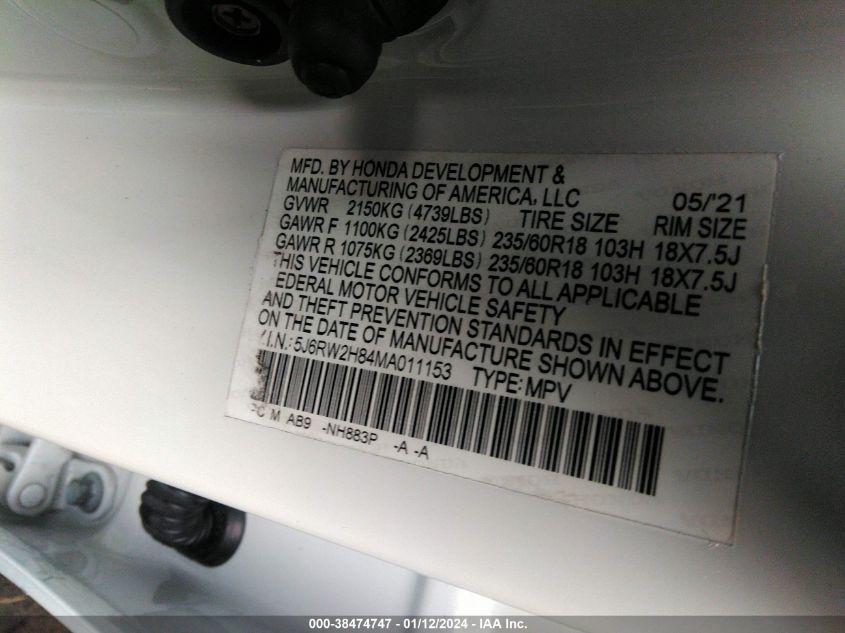 MFD. BY HONDA DEVELOPMENT &
MANUFACTURING OF AMERICA, LLC 05/'21
GVWR 2150KG (4739LBS) TIRE SIZE RIM SIZE
GAWR F 1100KG (2425LBS) 235/60R18 103H 18X7.5J
GAWR R 1075KG (2369LBS) 235/60R18 103H 18X7.5J
THIS VEHICLE CONFORMS TO ALL APPLICABLE
EDERAL MOTOR VEHICLE SAFETY
AND THEFT PREVENTION STANDARDS IN EFFECT
ON THE DATE OF MANUFACTURE SHOWN ABOVE.
.I.N.: 5J6RW2H84MA011153 TYPE: MPV
C M AB9 -NH883P -A -A
000-38474747 - 01/12/2024 - IAA Inc.